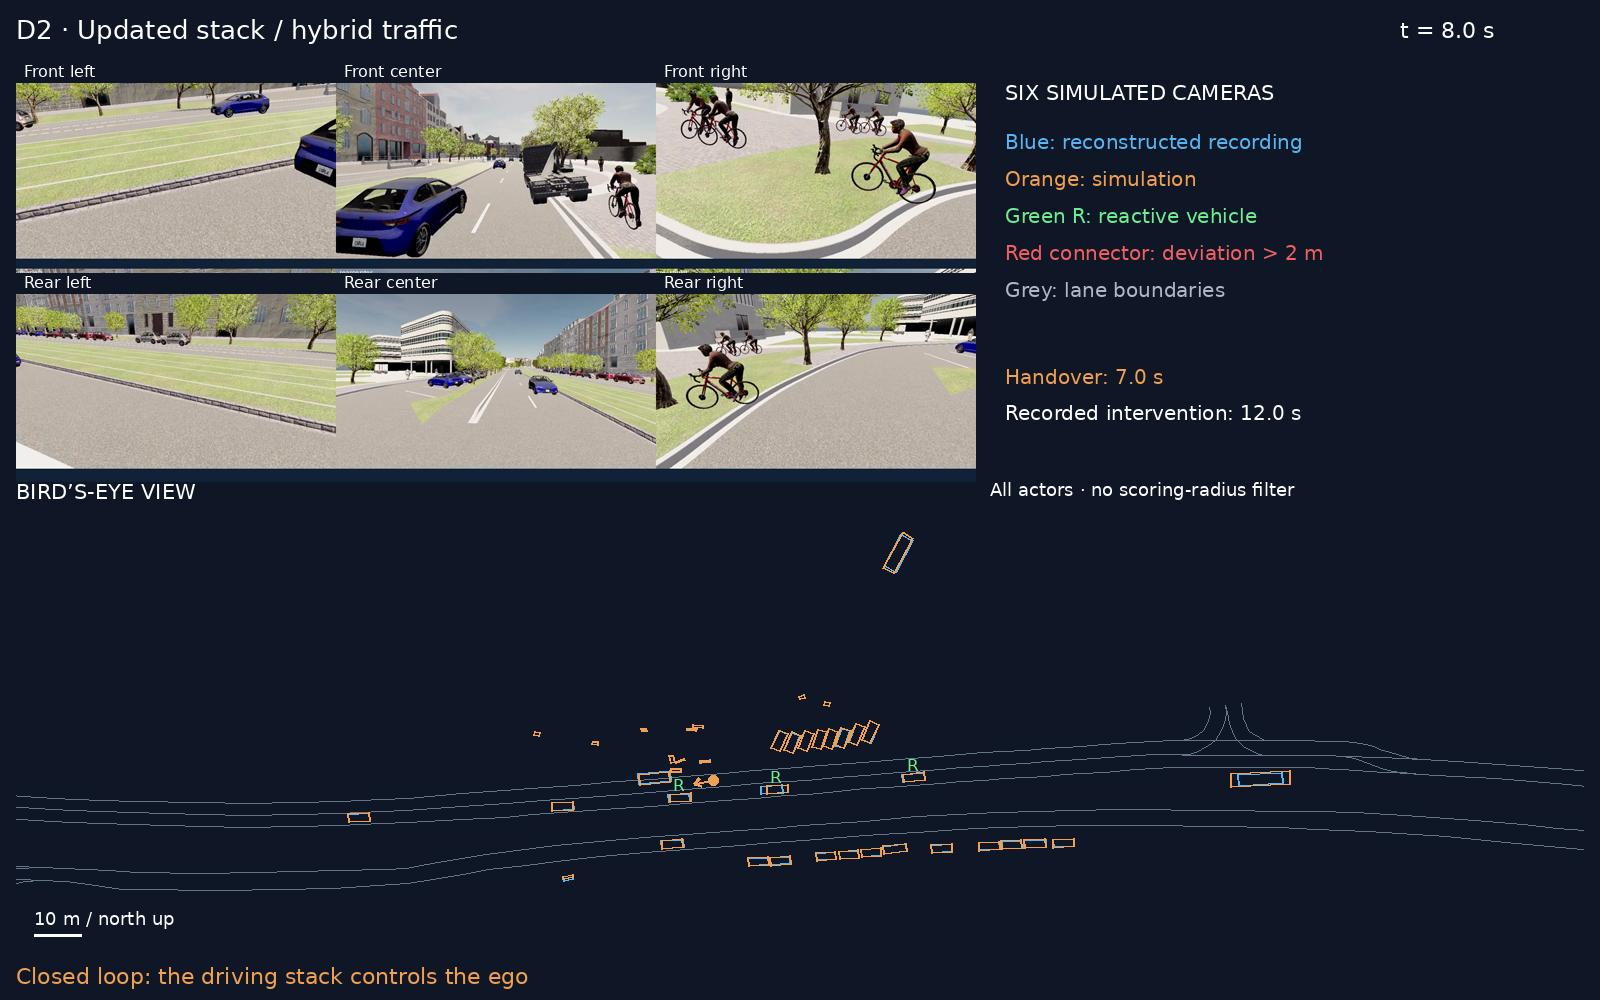 D2 · Updated stack / hybrid traffic
t = 8.0 s
Front left
Front center
Front right
SIX SIMULATED CAMERAS
Blue: reconstructed recording
Orange: simulation
Green R: reactive vehicle
Red connector: deviation > 2 m
Grey: lane boundaries
Rear left
Rear center
Rear right
Handover: 7.0 s
Recorded intervention: 12.0 s
BIRD’S-EYE VIEW
All actors · no scoring-radius filter
R
R
R
10 m / north up
Closed loop: the driving stack controls the ego